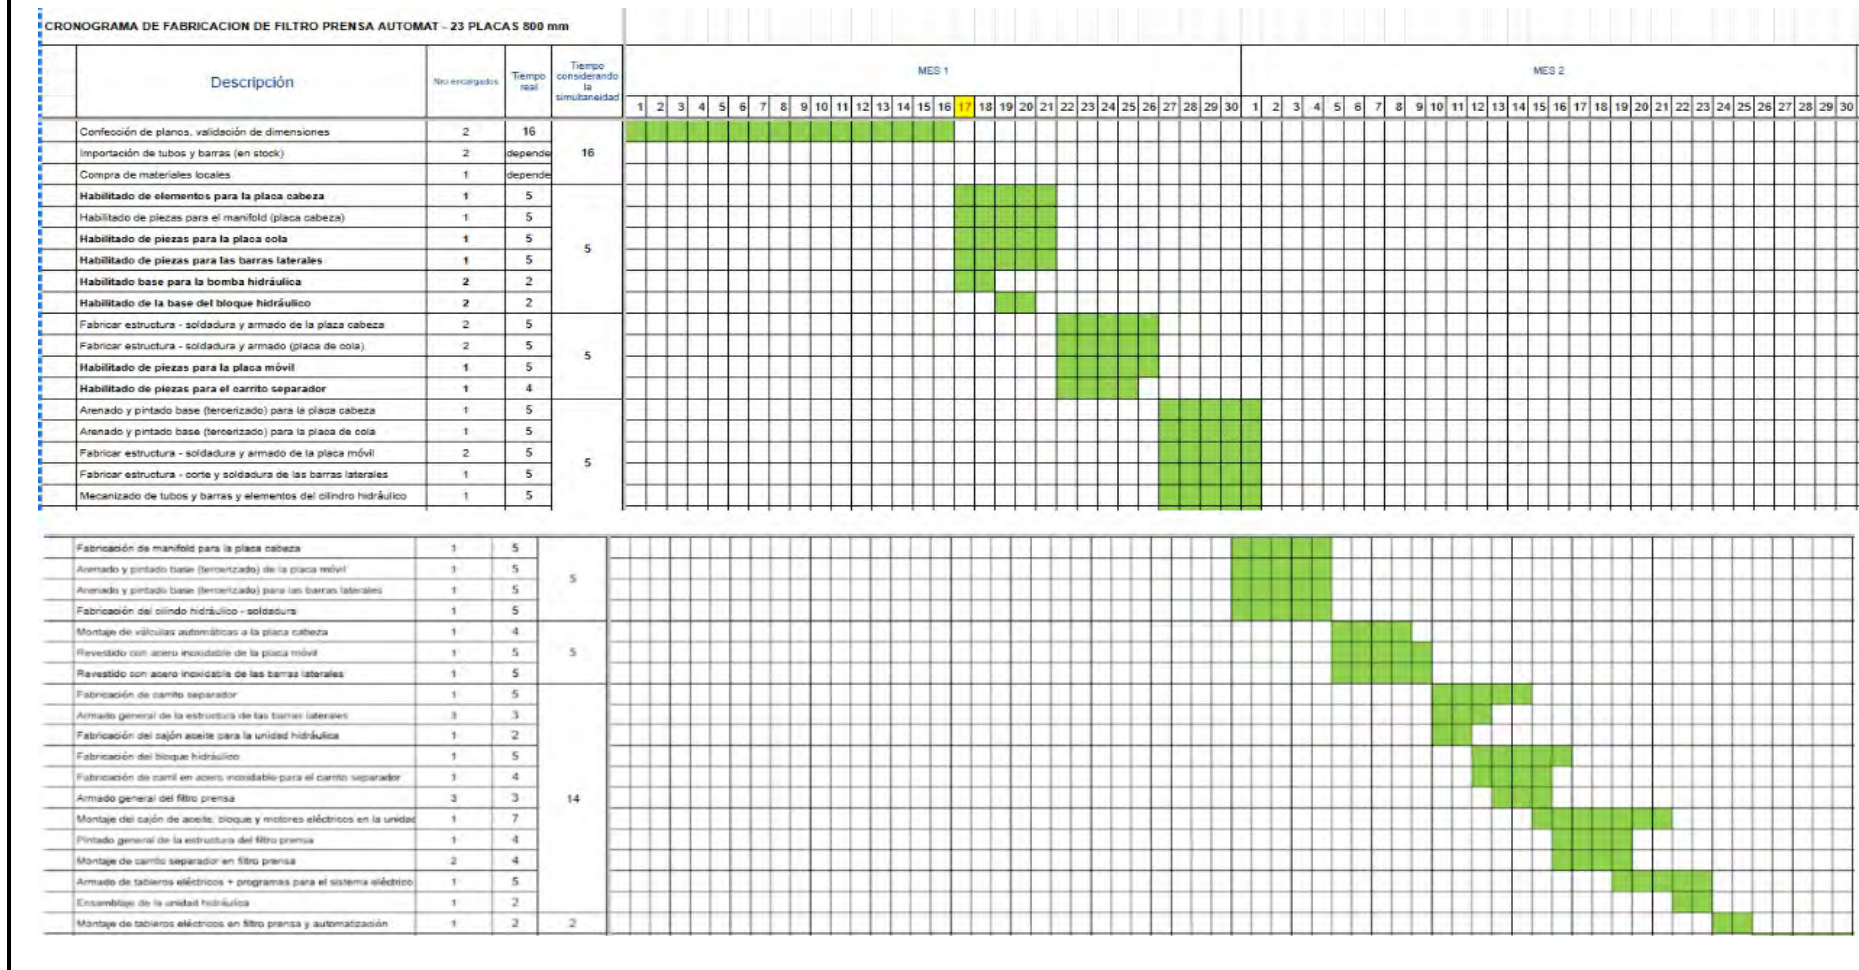 CRONOGRAMA DE FABRICACION DE FILTRO PRENSA AUTOMAT - 23 PLACAS 800 mm
Descripción Nro encargados Tiempo real Tiempo considerando la simultaneidad MES 1 MES 2
1 2 3 4 5 6 7 8 9 10 11 12 13 14 15 16 17 18 19 20 21 22 23 24 25 26 27 28 29 30 1 2 3 4 5 6 7 8 9 10 11 12 13 14 15 16 17 18 19 20 21 22 23 24 25 26 27 28 29 30
Confección de planos, validación de dimensiones 2 16
Importación de tubos y barras (en stock) 2 depende 16
Compra de materiales locales 1 depende
Habilitado de elementos para la placa cabeza 1 5
Habilitado de piezas para el manifold (placa cabeza) 1 5
Habilitado de piezas para la placa cola 1 5 5
Habilitado de piezas para las barras laterales 1 5
Habilitado base para la bomba hidráulica 2 2
Habilitado de la base del bloque hidráulico 2 2
Fabricar estructura - soldadura y armado de la plaza cabeza 2 5
Fabricar estructura - soldadura y armado (placa de cola) 2 5 5
Habilitado de piezas para la placa móvil 1 5
Habilitado de piezas para el carrito separador 1 4
Arenado y pintado base (tercerizado) para la placa cabeza 1 5
Arenado y pintado base (tercerizado) para la placa de cola 1 5
Fabricar estructura - soldadura y armado de la placa móvil 2 5 5
Fabricar estructura - corte y soldadura de las barras laterales 1 5
Mecanizado de tubos y barras y elementos del cilindro hidráulico 1 5
Fabricación de manifold para la placa cabeza 1 5
Arenado y pintado base (tercerizado) de la placa móvil 1 5 5
Arenado y pintado base (tercerizado) para las barras laterales 1 5
Fabricación del cilindo hidráulico - soldadura 1 5
Montaje de válvulas automáticas a la placa cabeza 1 4
Revestido con acero inoxidable de la placa móvil 1 5 5
Revestido con acero inoxidable de las barras laterales 1 5
Fabricación de carrito separador 1 5
Armado general de la estructura de las barras laterales 3 3
Fabricación del cajón aceite para la unidad hidráulica 1 2
Fabricación del bloque hidráulico 1 5
Fabricación de carril en acero inoxidable para el carrito separador 1 4
Armado general del filtro prensa 3 3 14
Montaje del cajón de aceite, bloque y motores eléctricos en la unidad 1 7
Pintado general de la estructura del filtro prensa 1 4
Montaje de carrito separador en filtro prensa 2 4
Armado de tableros eléctricos + programas para el sistema eléctrico 1 5
Ensamblaje de la unidad hidráulica 1 2
Montaje de tableros eléctricos en filtro prensa y automatización 1 2 2